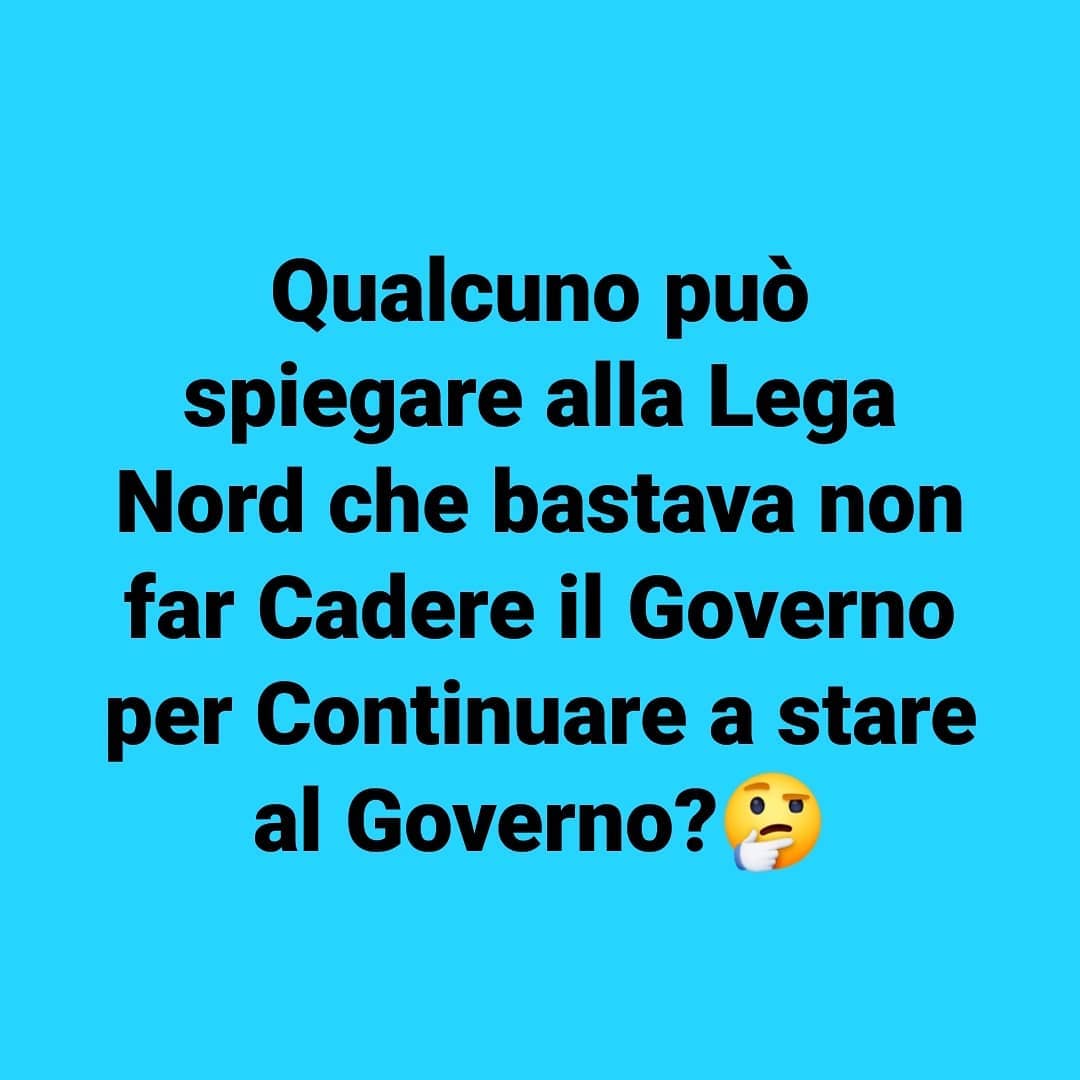 Qualcuno può
spiegare alla Lega
Nord che bastava non
far Cadere il Governo
per Continuare a stare
al Governo?🤔